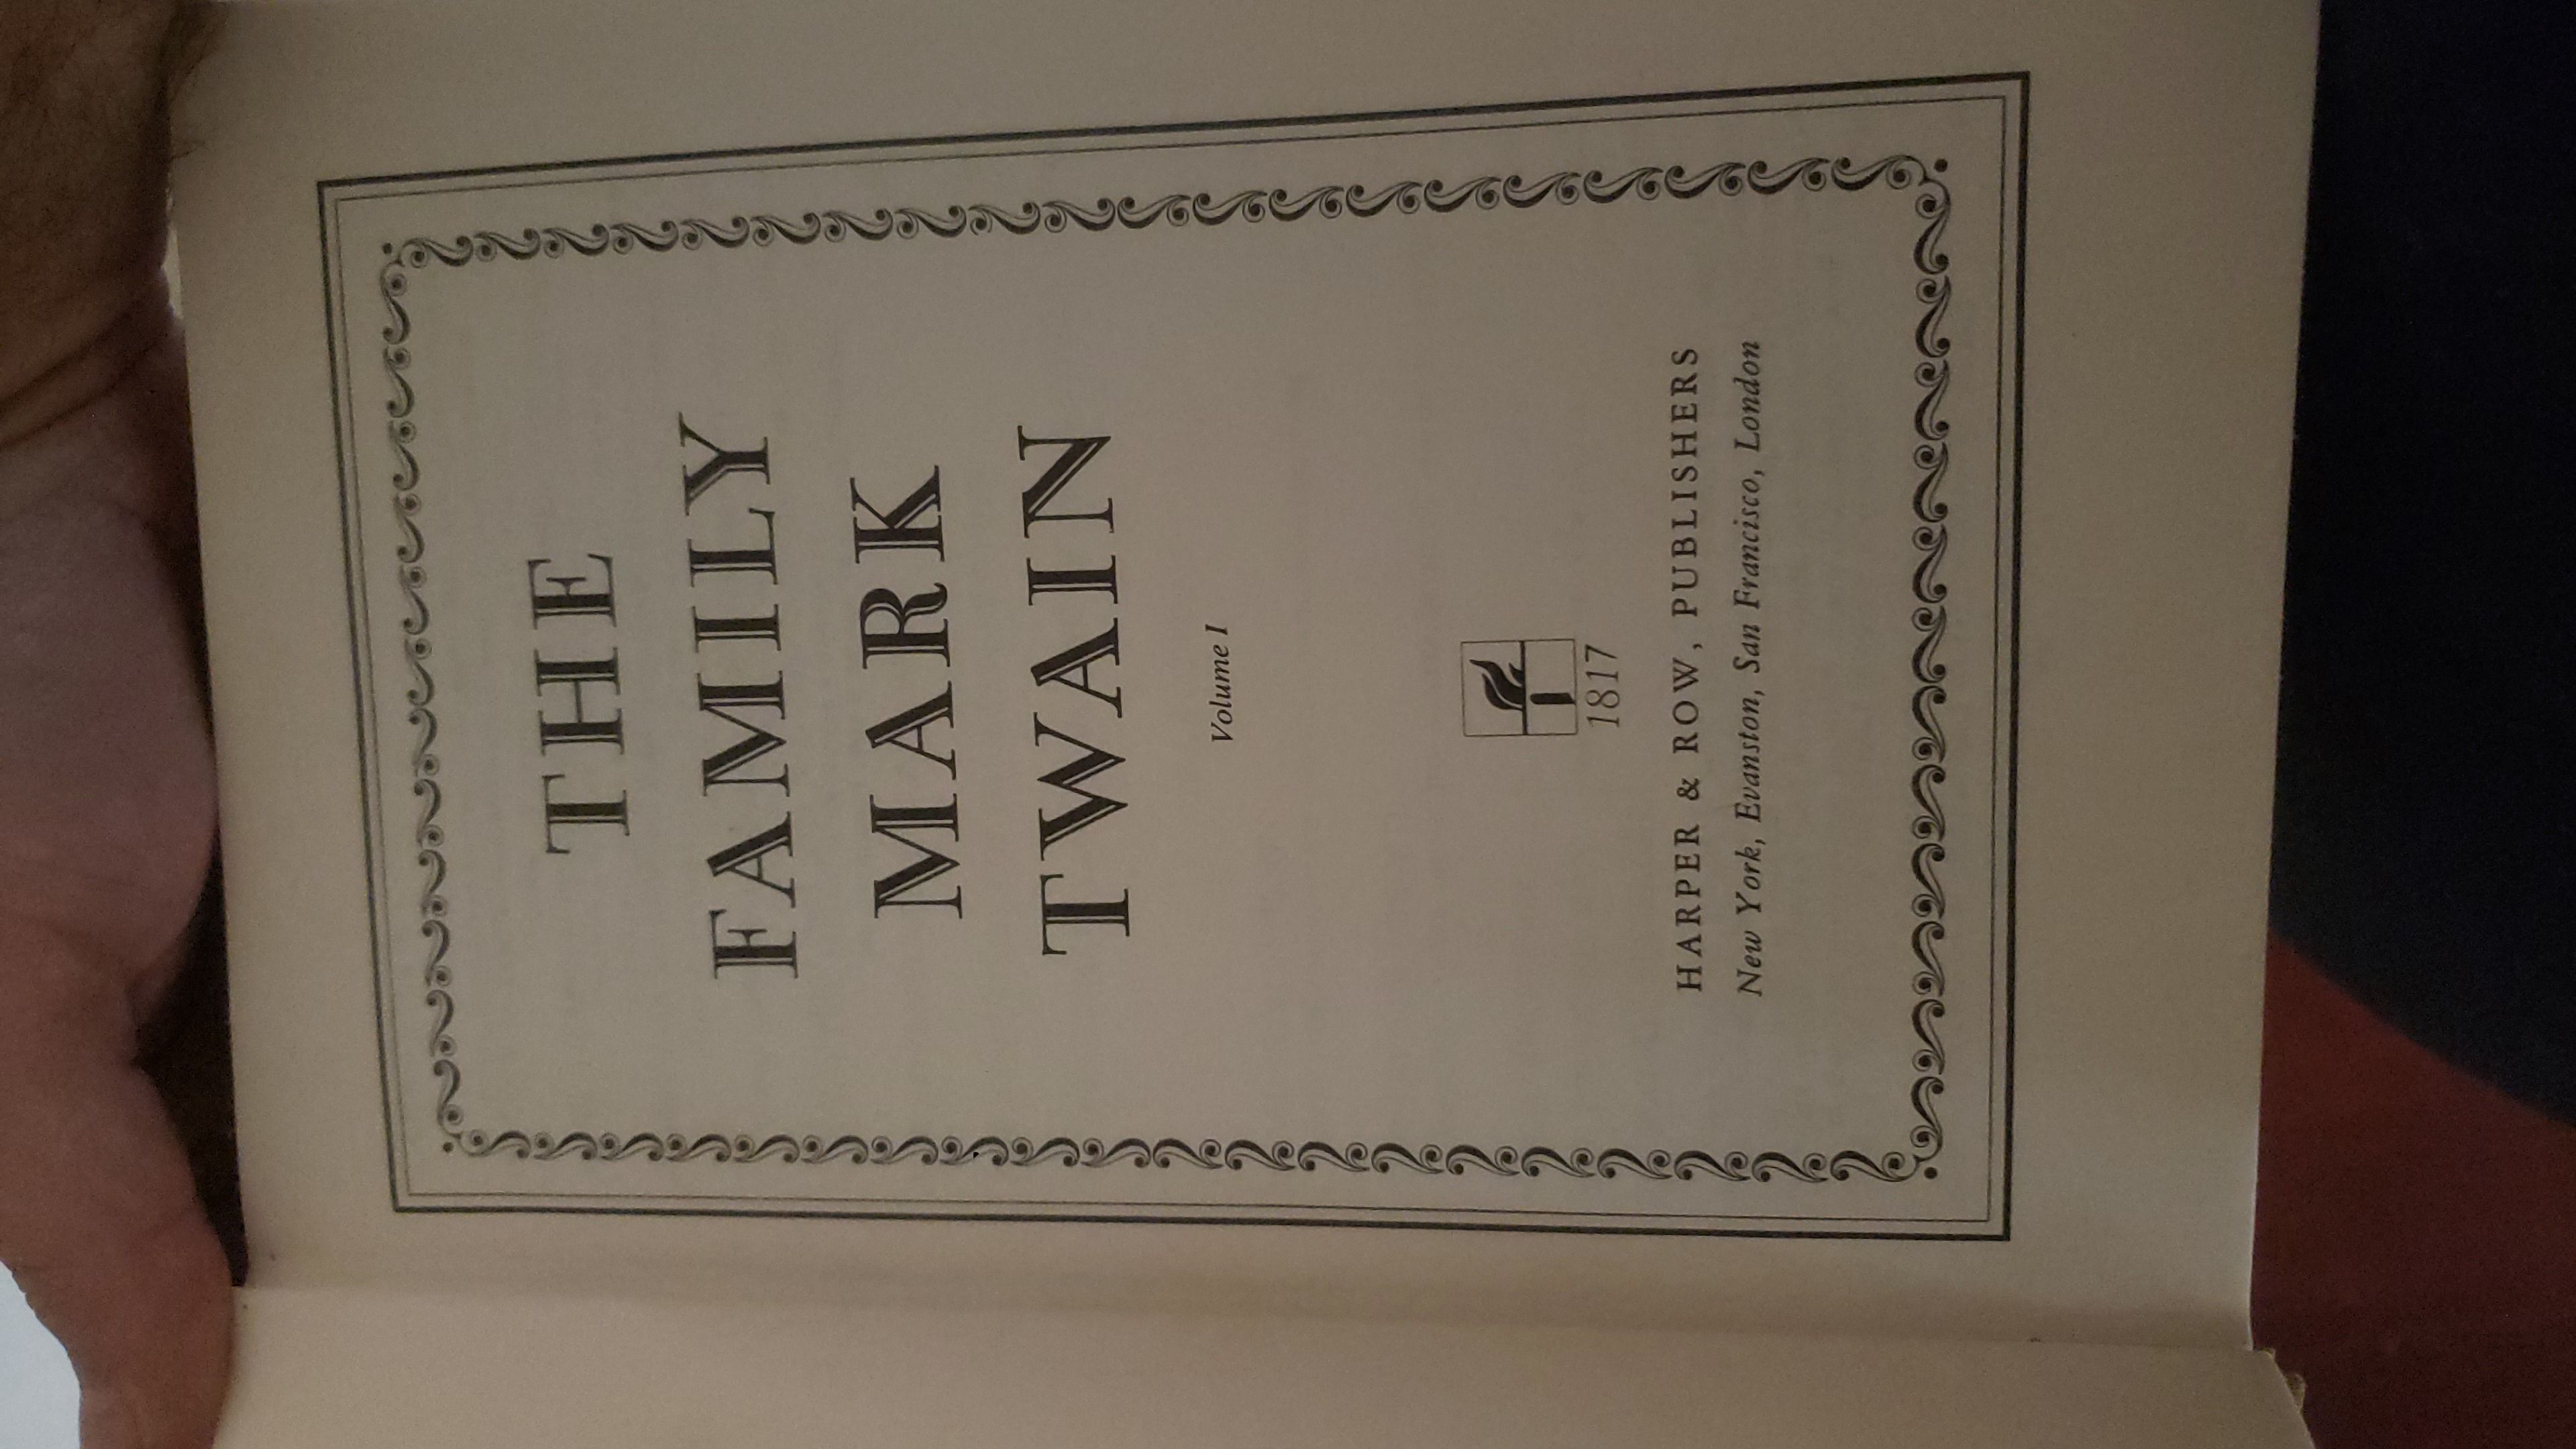 THE
FAMILY
MARK
TWAIN
Volume I
1817
HARPER & ROW, PUBLISHERS
New York, Evanston, San Francisco, London